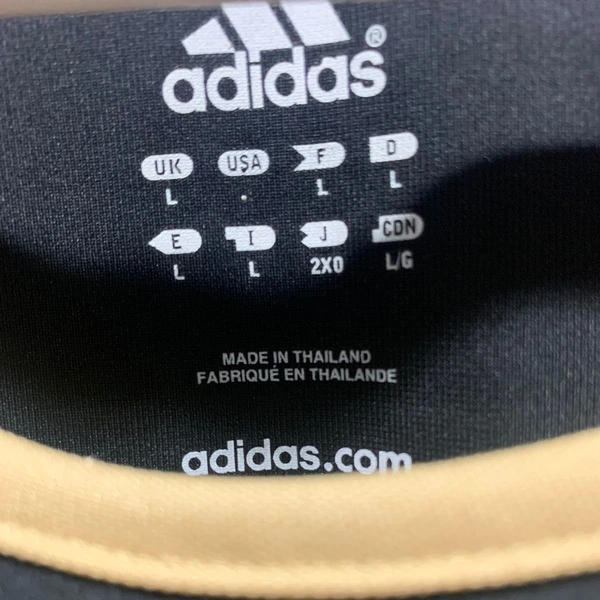 adidas®
UK USA F D
L . L L
E I J CDN
L L 2XO L/G
MADE IN THAILAND
FABRIQUÉ EN THAILANDE
adidas.com